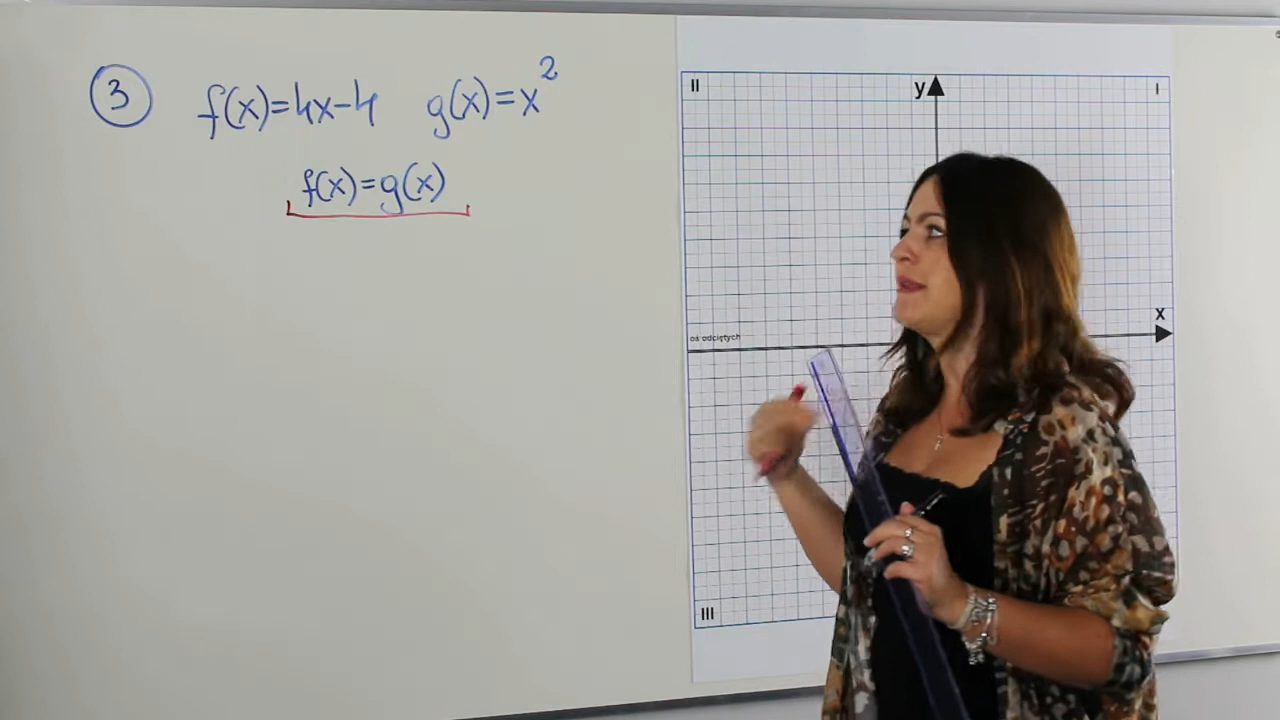 3 f(x)=4x-4 g(x)=x²
f(x)=g(x)
II
y
I
x
oś odciętych
III